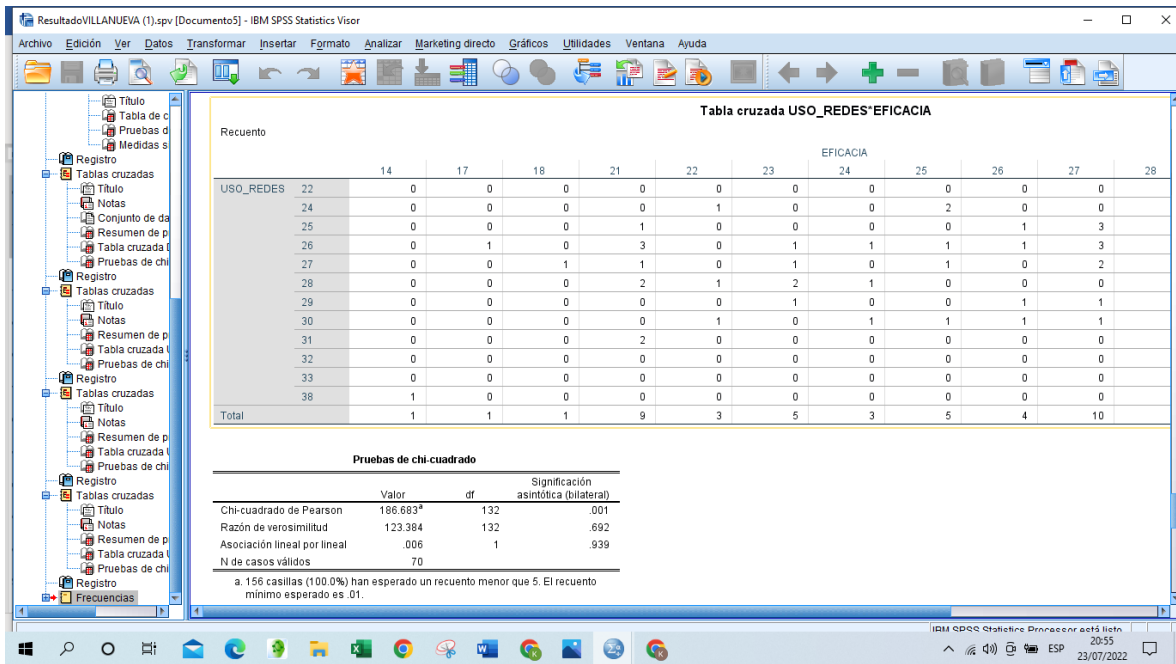 ResultadoVILLANUEVA (1).spv [Documento5] - IBM SPSS Statistics Visor
Archivo Edición Ver Datos Transformar Insertar Formato Analizar Marketing directo Gráficos Utilidades Ventana Ayuda
Título
Tabla de c
Pruebas d
Medidas s
Registro
Tablas cruzadas
Título
Notas
Conjunto de da
Resumen de p
Tabla cruzada
Pruebas de chi
Registro
Tablas cruzadas
Título
Notas
Resumen de p
Tabla cruzada
Pruebas de chi
Registro
Tablas cruzadas
Título
Notas
Resumen de p
Tabla cruzada
Pruebas de chi
Registro
Tablas cruzadas
Título
Notas
Resumen de p
Tabla cruzada
Pruebas de chi
Registro
Frecuencias
Tabla cruzada USO_REDES*EFICACIA
Recuento
EFICACIA
14 17 18 21 22 23 24 25 26 27 28
USO_REDES 22 0 0 0 0 0 0 0 0 0 0
24 0 0 0 0 1 0 0 2 0 0
25 0 0 0 1 0 0 0 0 1 3
26 0 1 0 3 0 1 1 1 1 3
27 0 0 1 1 0 1 0 1 0 2
28 0 0 0 2 1 2 1 0 0 0
29 0 0 0 0 0 1 0 0 1 1
30 0 0 0 0 1 0 1 1 1 1
31 0 0 0 2 0 0 0 0 0 0
32 0 0 0 0 0 0 0 0 0 0
33 0 0 0 0 0 0 0 0 0 0
38 1 0 0 0 0 0 0 0 0 0
Total 1 1 1 9 3 5 3 5 4 10
Pruebas de chi-cuadrado
Valor df Significación asintótica (bilateral)
Chi-cuadrado de Pearson 186.683a 132 .001
Razón de verosimilitud 123.384 132 .692
Asociación lineal por lineal .006 1 .939
N de casos válidos 70
a. 156 casillas (100.0%) han esperado un recuento menor que 5. El recuento
mínimo esperado es .01.
IBM SPSS Statistics Processor está listo
ESP
20:55
23/07/2022